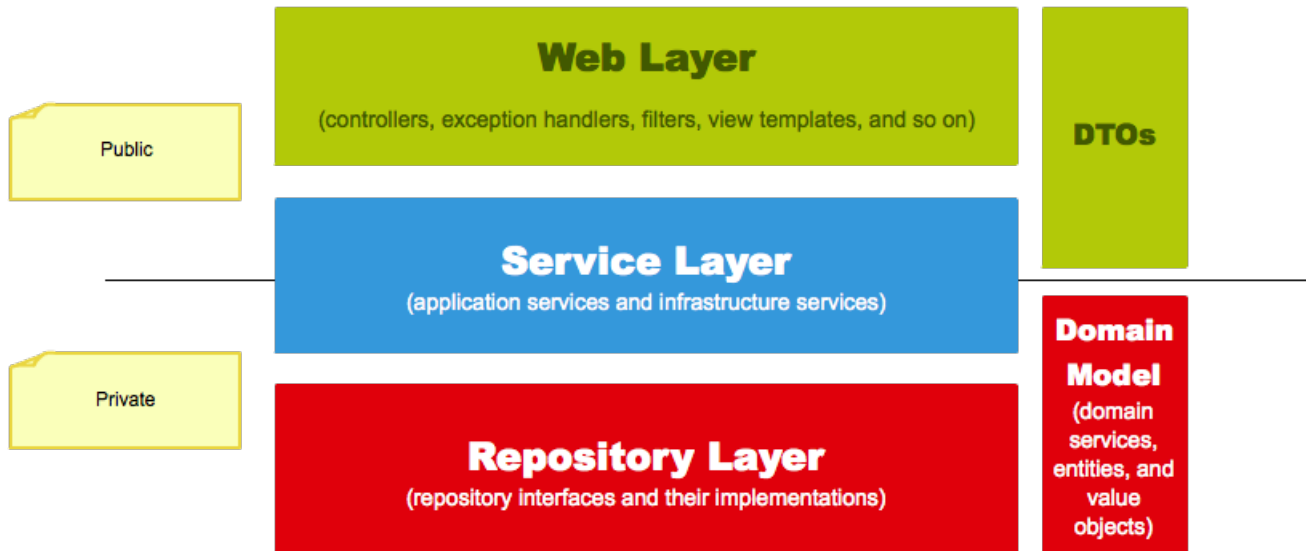 Web Layer
(controllers, exception handlers, filters, view templates, and so on)
DTOs
Public
Service Layer
(application services and infrastructure services)
Private
Repository Layer
(repository interfaces and their implementations)
Domain
Model
(domain
services,
entities, and
value
objects)